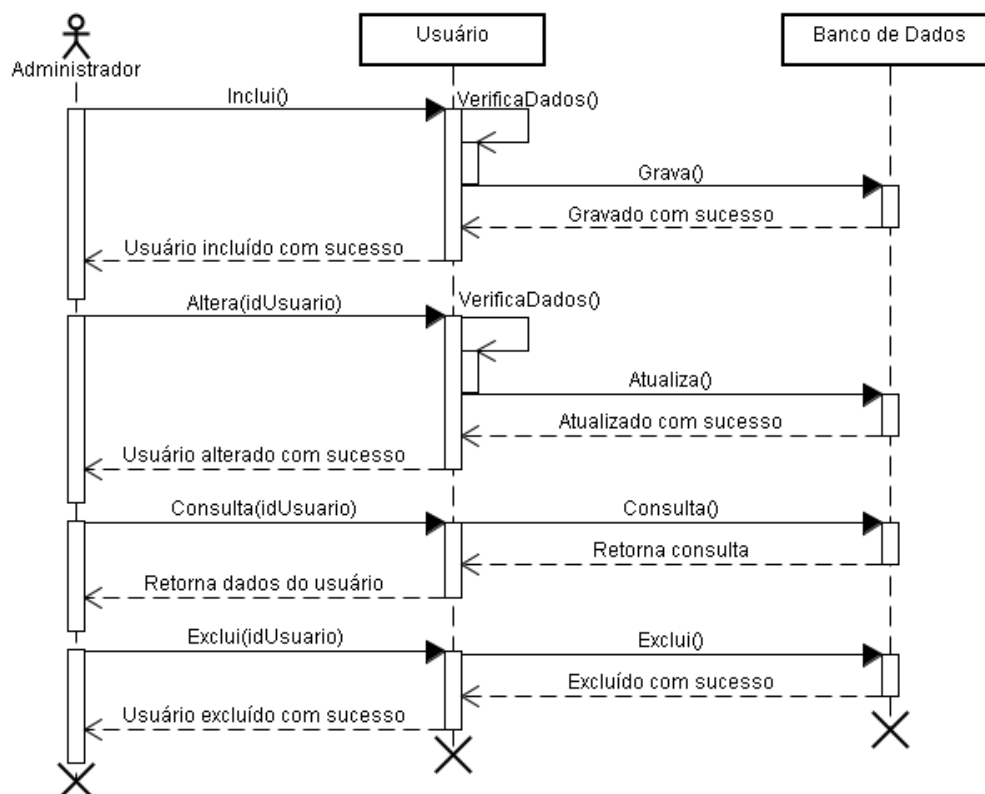 Usuário
Banco de Dados
Administrador
Inclui()
VerificaDados()
Grava()
Gravado com sucesso
Usuário incluído com sucesso
Altera(idUsuario)
VerificaDados()
Atualiza()
Atualizado com sucesso
Usuário alterado com sucesso
Consulta(idUsuario)
Consulta()
Retorna consulta
Retorna dados do usuário
Exclui(idUsuario)
Exclui()
Excluído com sucesso
Usuário excluído com sucesso